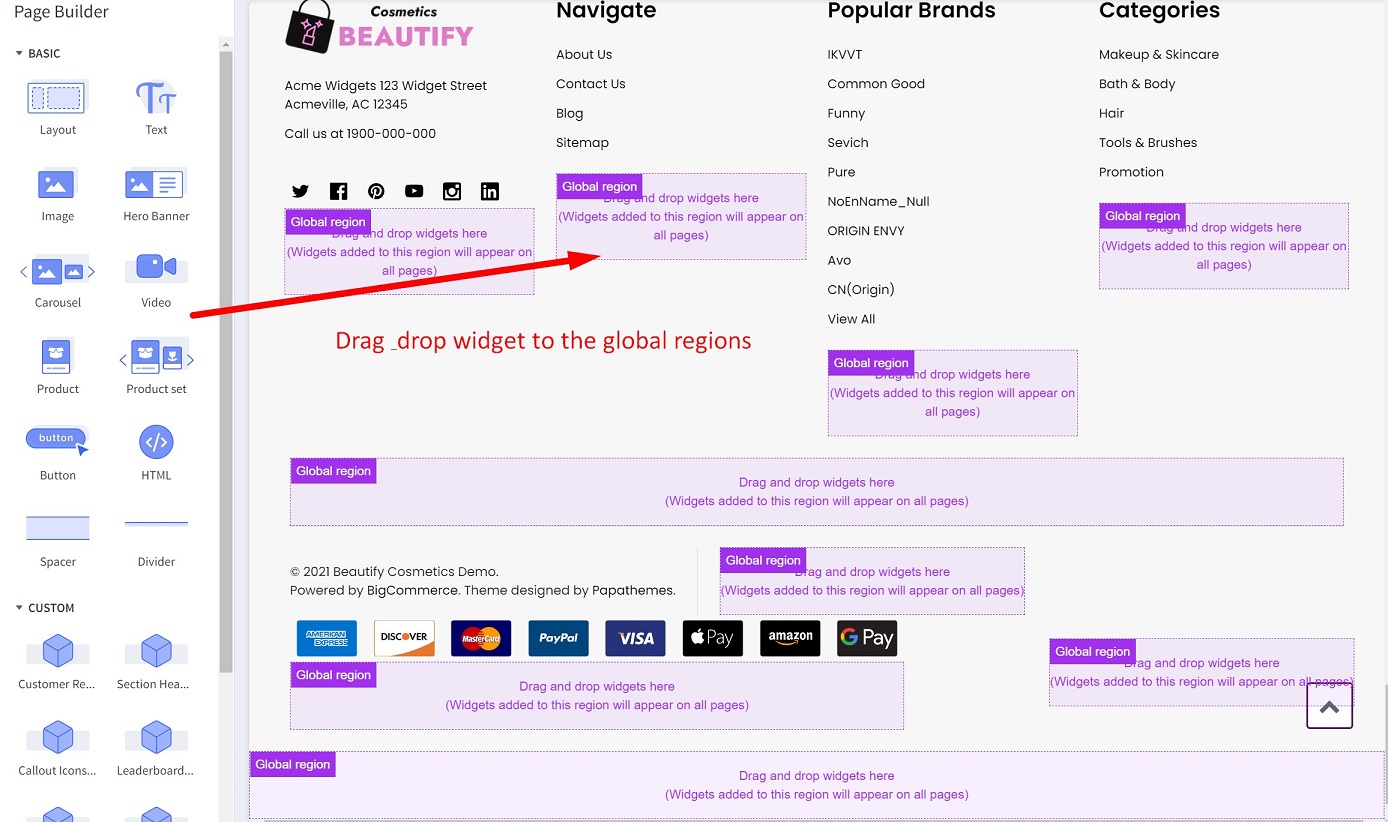 Page Builder
BASIC
Layout
Text
Image
Hero Banner
Carousel
Video
Product
Product set
button
Button
HTML
Spacer
Divider
CUSTOM
Customer Re...
Section Hea...
Callout Icons...
Leaderboard...
Cosmetics
BEAUTIFY
Acme Widgets 123 Widget Street
Acmeville, AC 12345
Call us at 1900-000-000
Global region
Drag and drop widgets here
(Widgets added to this region will appear on
all pages)
Navigate
About Us
Contact Us
Blog
Sitemap
Global region
Drag and drop widgets here
(Widgets added to this region will appear on
all pages)
Popular Brands
IKVVT
Common Good
Funny
Sevich
Pure
NoEnName_Null
ORIGIN ENVY
Avo
CN(Origin)
View All
Global region
Drag and drop widgets here
(Widgets added to this region will appear on
all pages)
Categories
Makeup & Skincare
Bath & Body
Hair
Tools & Brushes
Promotion
Global region
Drag and drop widgets here
(Widgets added to this region will appear on
all pages)
Drag _drop widget to the global regions
Global region
Drag and drop widgets here
(Widgets added to this region will appear on all pages)
© 2021 Beautify Cosmetics Demo.
Powered by BigCommerce. Theme designed by Papathemes.
Global region
Drag and drop widgets here
(Widgets added to this region will appear on all pages)
AMERICAN EXPRESS
DISCOVER
MasterCard
PayPal
VISA
Pay
amazon
G Pay
Global region
Drag and drop widgets here
(Widgets added to this region will appear on all pages)
Global region
Drag and drop widgets here
(Widgets added to this region will appear on all pages)
Global region
Drag and drop widgets here
(Widgets added to this region will appear on all pages)